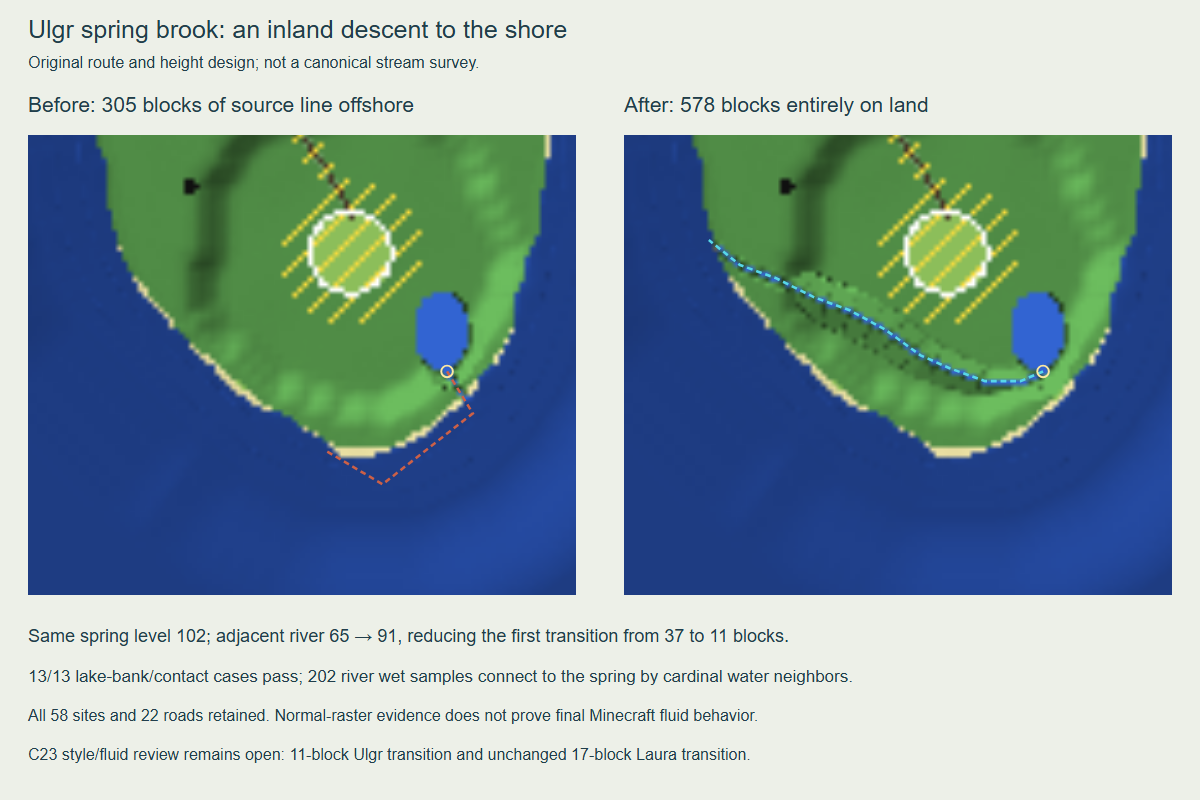 Ulgr spring brook: an inland descent to the shore
Original route and height design; not a canonical stream survey.
Before: 305 blocks of source line offshore
After: 578 blocks entirely on land
Same spring level 102; adjacent river 65 → 91, reducing the first transition from 37 to 11 blocks.
13/13 lake-bank/contact cases pass; 202 river wet samples connect to the spring by cardinal water neighbors.
All 58 sites and 22 roads retained. Normal-raster evidence does not prove final Minecraft fluid behavior.
C23 style/fluid review remains open: 11-block Ulgr transition and unchanged 17-block Laura transition.